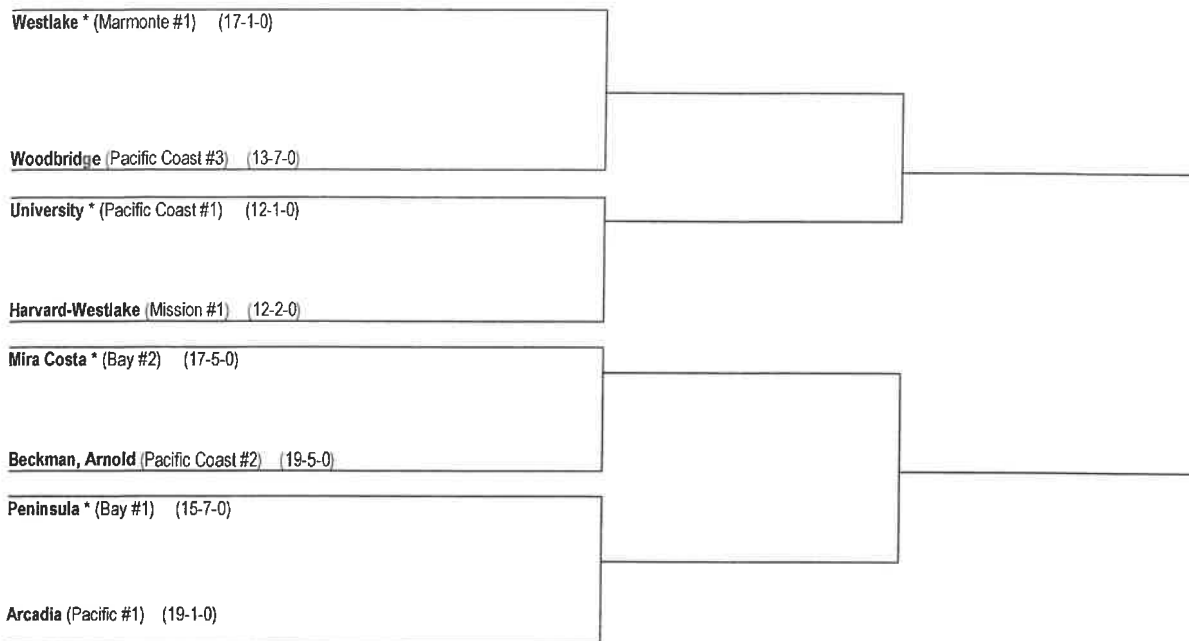 Westlake * (Marmonte #1) (17-1-0)
Woodbridge (Pacific Coast #3) (13-7-0)
University * (Pacific Coast #1) (12-1-0)
Harvard-Westlake (Mission #1) (12-2-0)
Mira Costa * (Bay #2) (17-5-0)
Beckman, Arnold (Pacific Coast #2) (19-5-0)
Peninsula * (Bay #1) (15-7-0)
Arcadia (Pacific #1) (19-1-0)